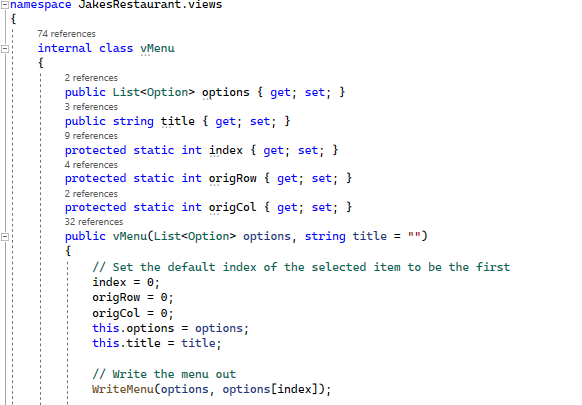 namespace JakesRestaurant.views
{
74 references
internal class vMenu
{
2 references
public List<Option> options { get; set; }
3 references
public string title { get; set; }
9 references
protected static int index { get; set; }
4 references
protected static int origRow { get; set; }
2 references
protected static int origCol { get; set; }
32 references
public vMenu(List<Option> options, string title = "")
{
// Set the default index of the selected item to be the first
index = 0;
origRow = 0;
origCol = 0;
this.options = options;
this.title = title;
// Write the menu out
WriteMenu(options, options[index]);